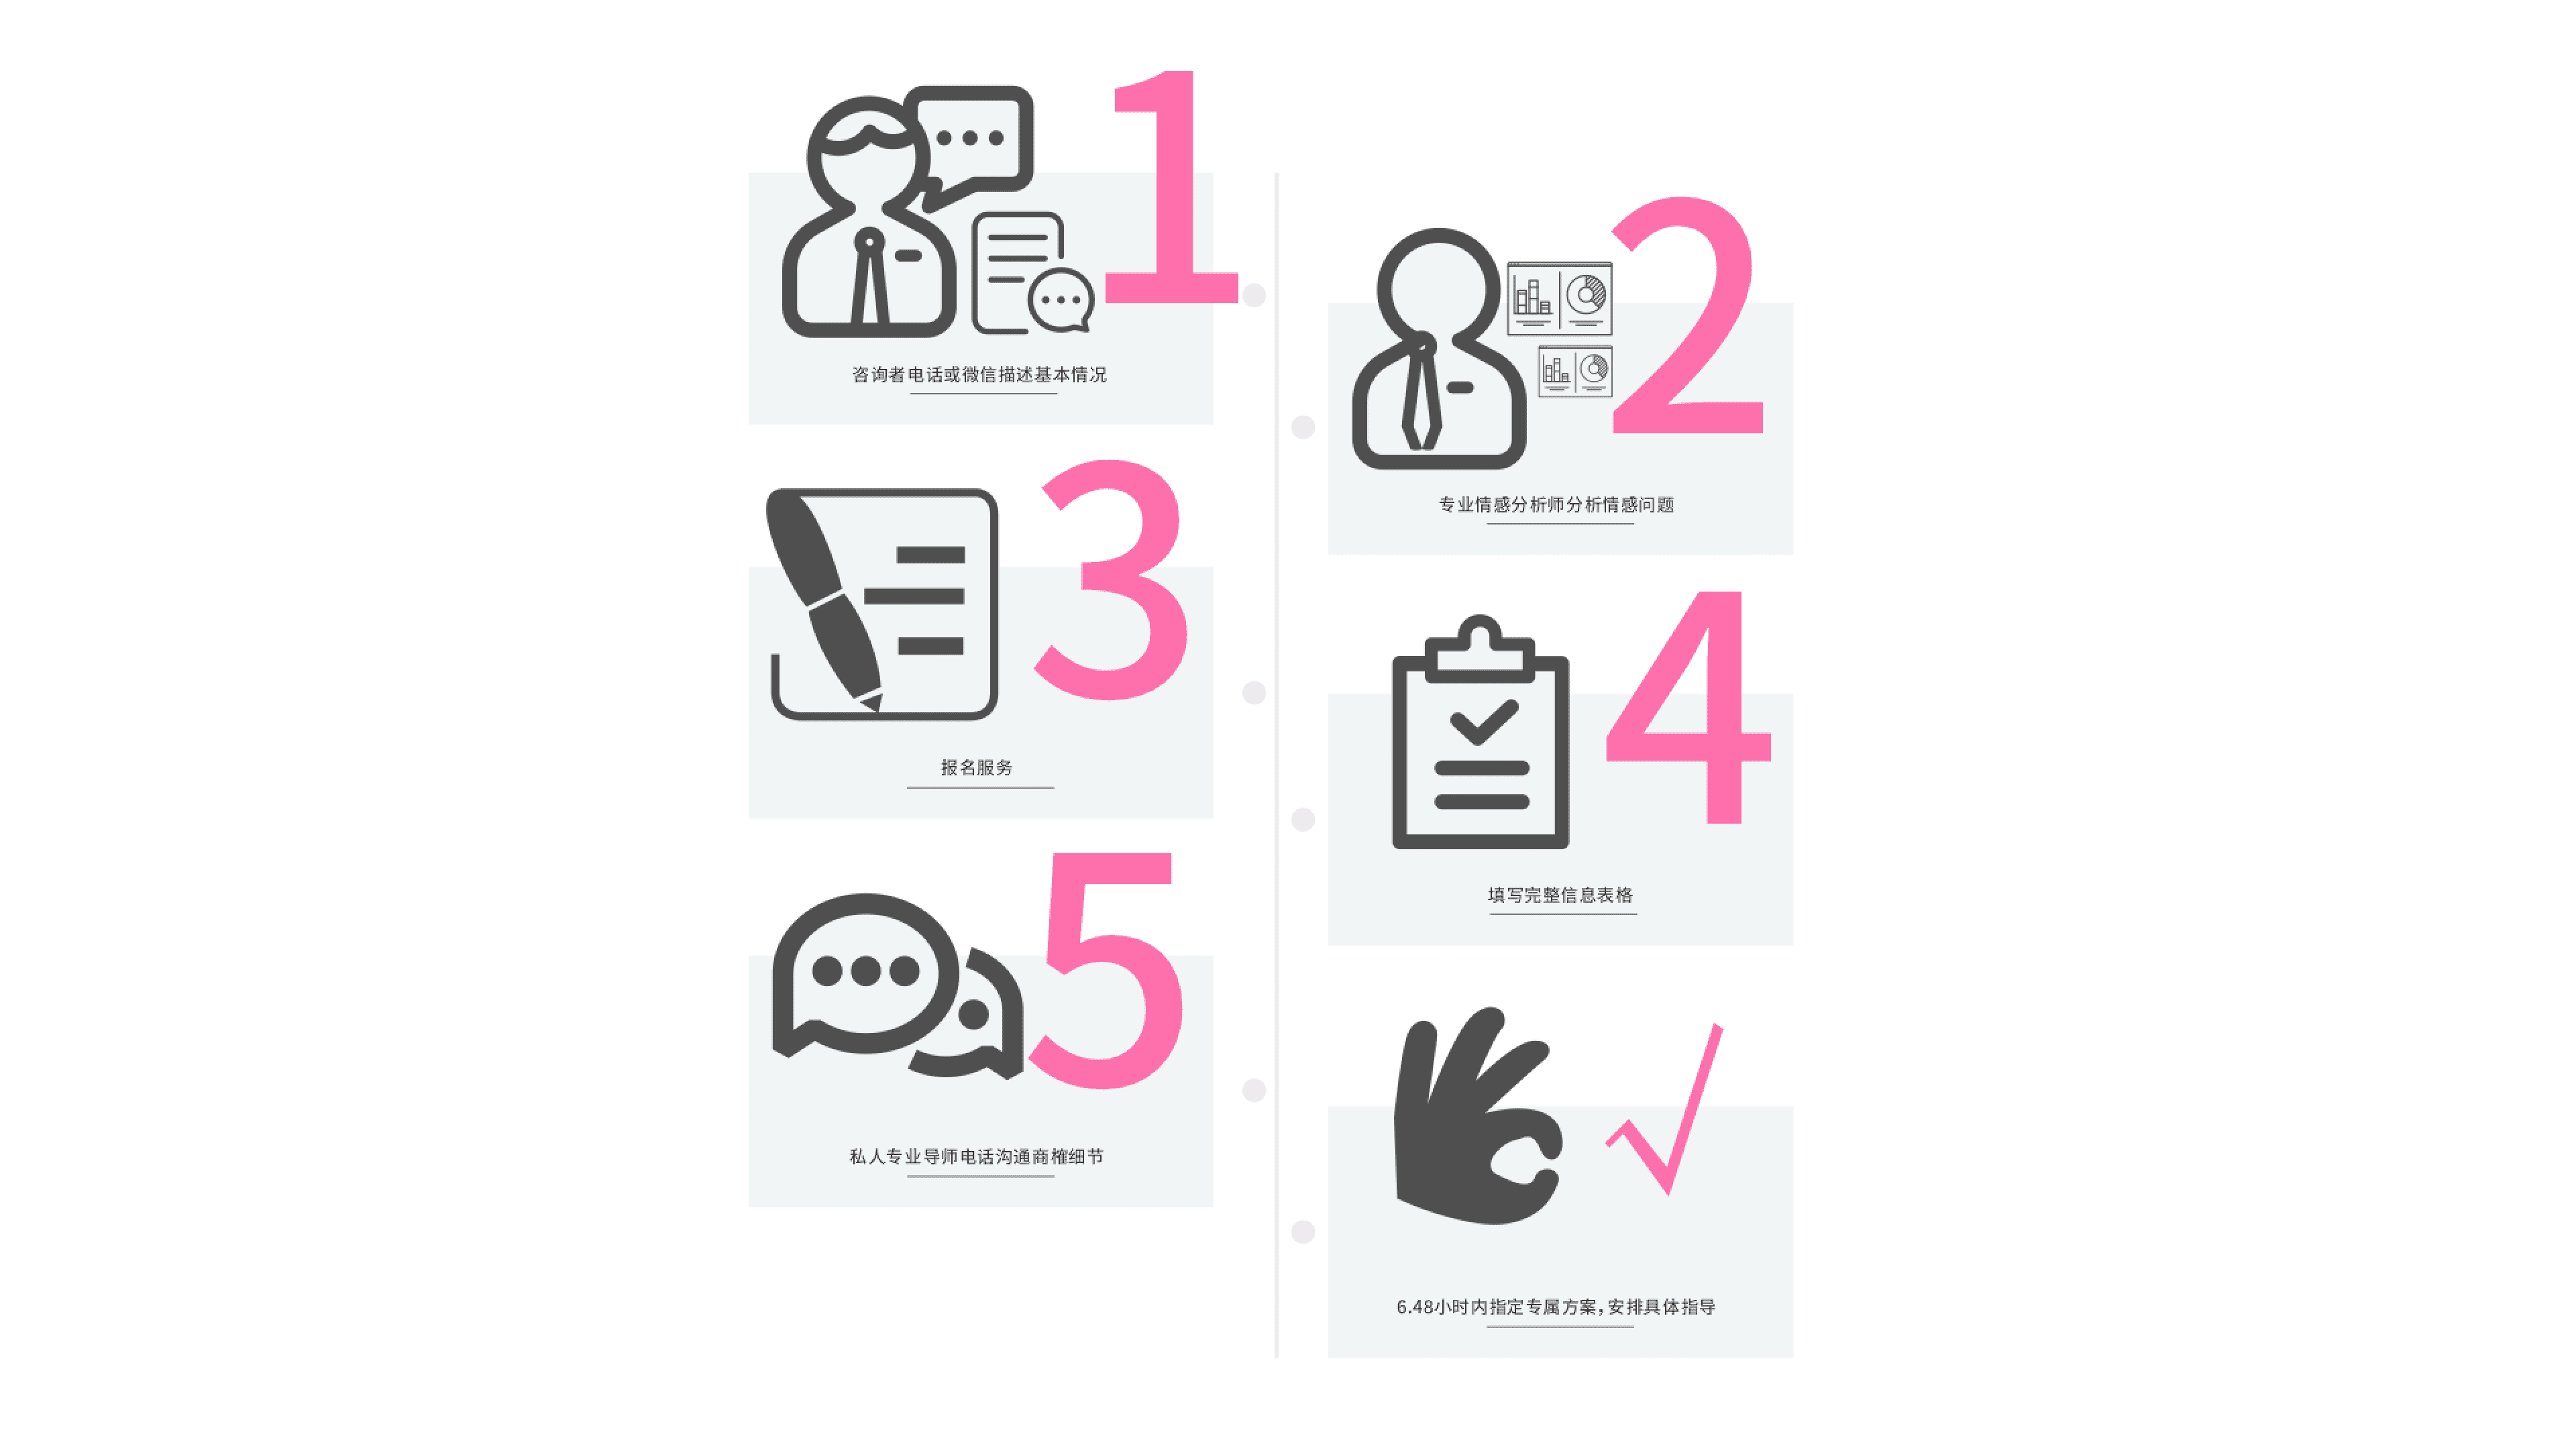 1
咨询者电话或微信描述基本情况
2
专业情感分析师分析情感问题
3
报名服务
4
填写完整信息表格
5
私人专业导师电话沟通商榷细节
√
6.48小时内指定专属方案，安排具体指导